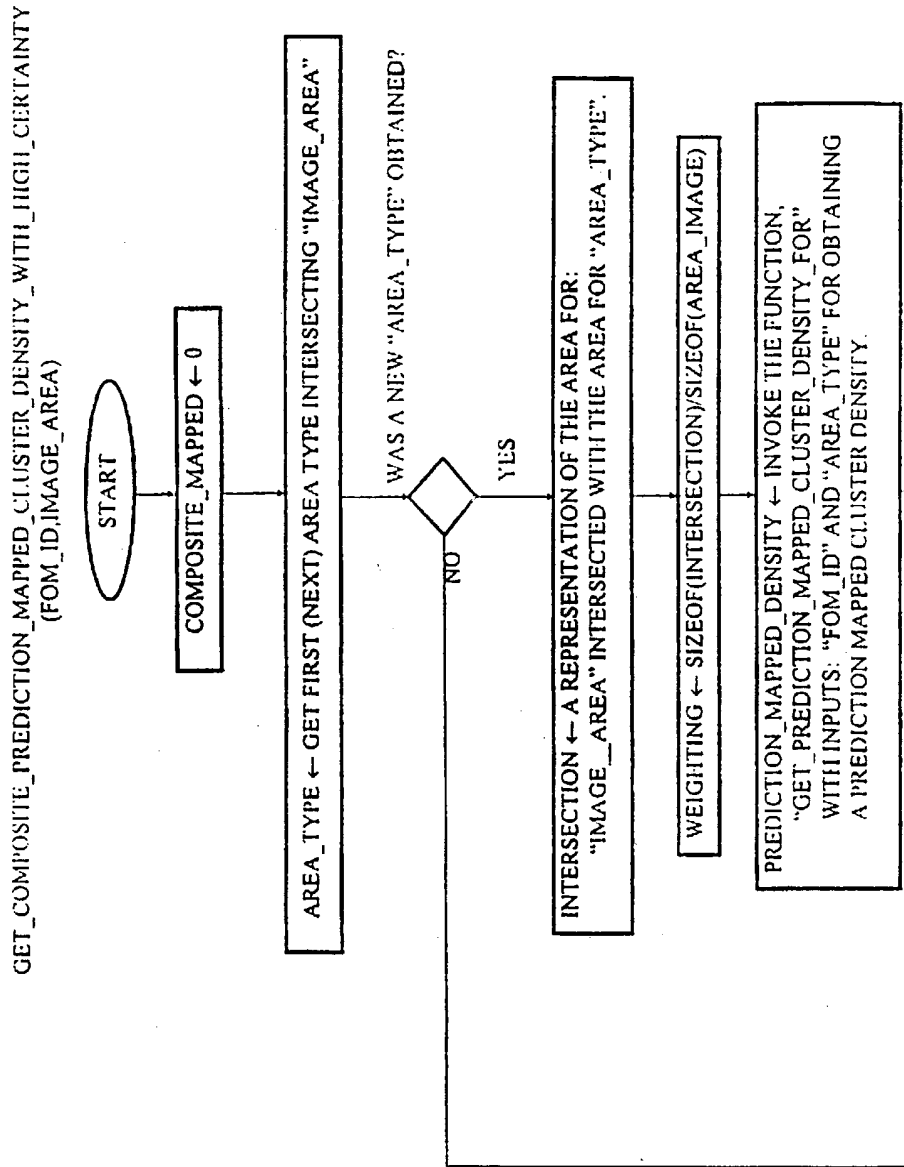 GET_COMPOSITE_PREDICTION_MAPPED_CLUSTER_DENSITY_WITH_HIGH_CERTAINTY
(FOM_ID,IMAGE_AREA)
START
COMPOSITE_MAPPED ← 0
AREA_TYPE ← GET FIRST (NEXT) AREA TYPE INTERSECTING "IMAGE_AREA"
WAS A NEW "AREA_TYPE" OBTAINED?
NO
YES
INTERSECTION ← A REPRESENTATION OF THE AREA FOR:
"IMAGE__AREA" INTERSECTED WITH THE AREA FOR "AREA_TYPE".
WEIGHTING ← SIZEOF(INTERSECTION)/SIZEOF(AREA_IMAGE)
PREDICTION_MAPPED_DENSITY ← INVOKE THE FUNCTION,
"GET_PREDICTION_MAPPED_CLUSTER_DENSITY_FOR"
WITH INPUTS: "FOM_ID" AND "AREA_TYPE" FOR OBTAINING
A PREDICTION MAPPED CLUSTER DENSITY.